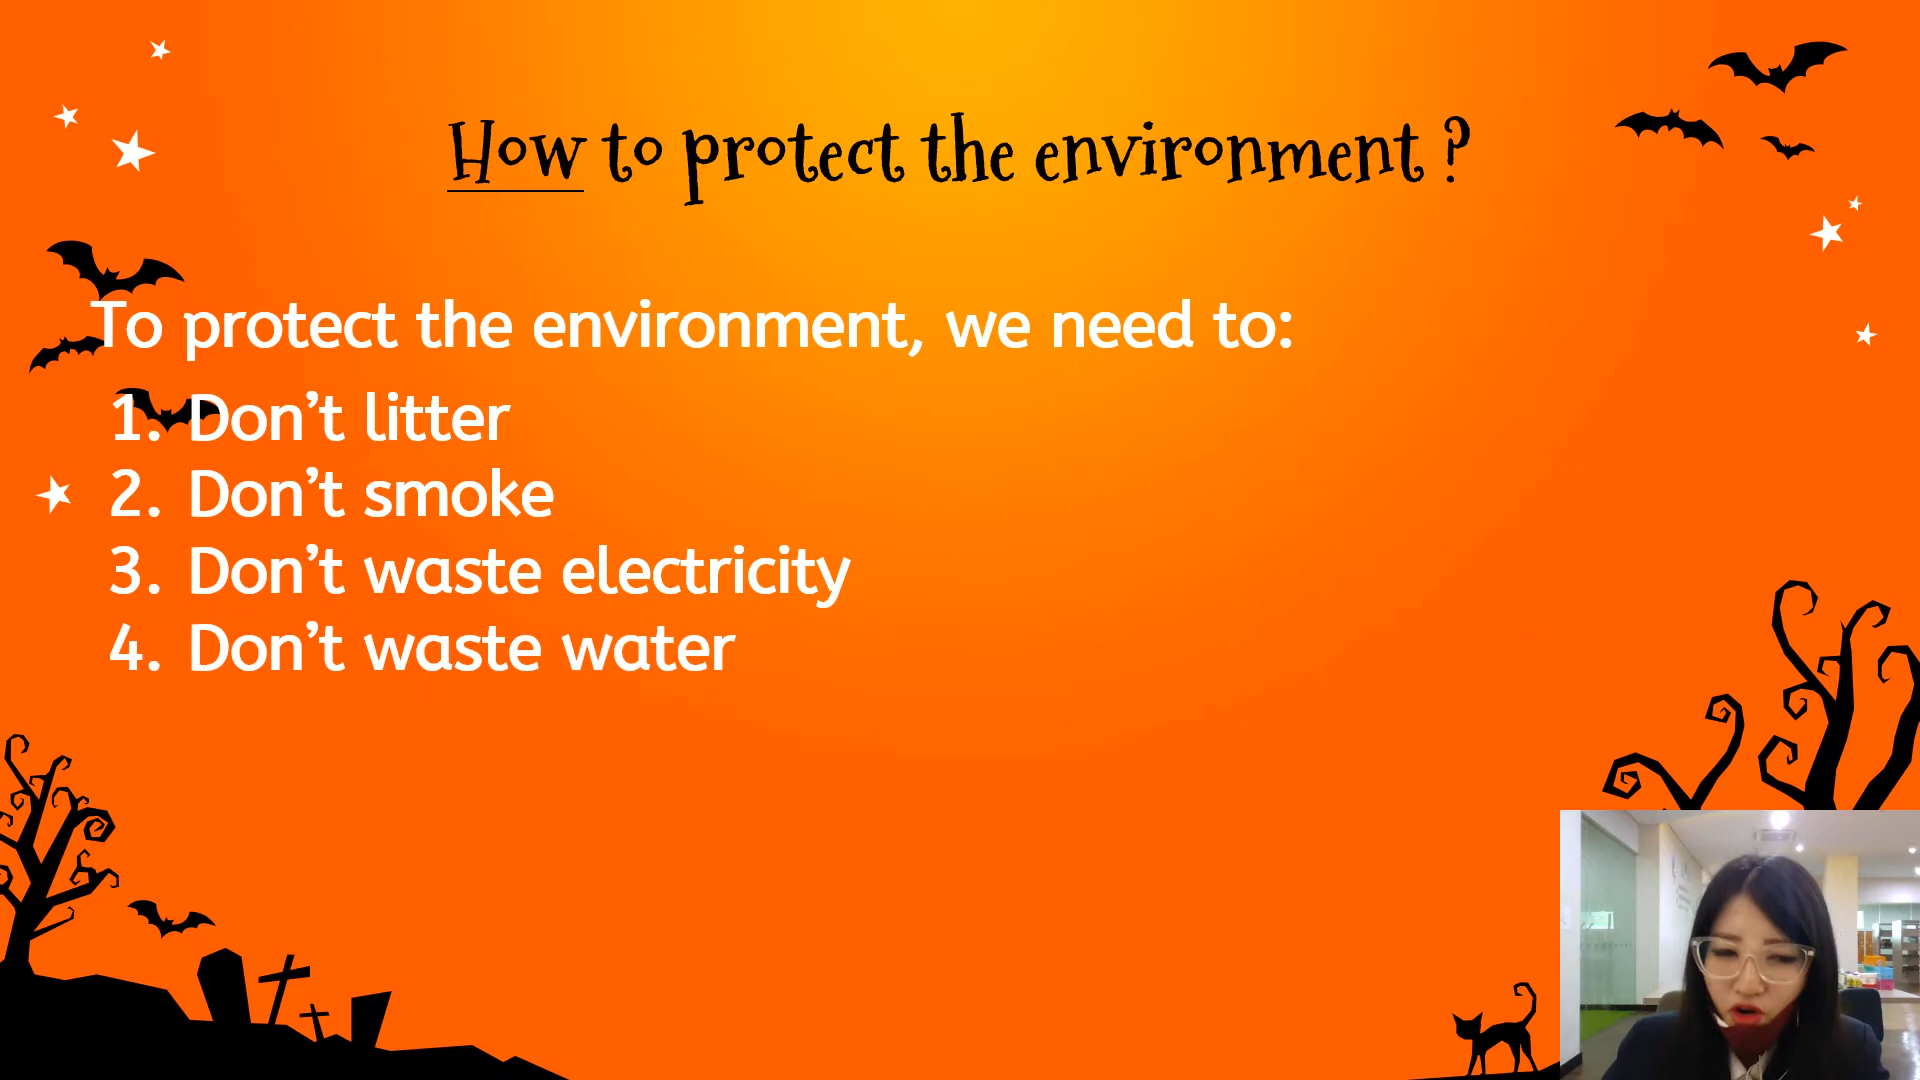 How to protect the environment ?
To protect the environment, we need to:
1. Don’t litter
2. Don’t smoke
3. Don’t waste electricity
4. Don’t waste water